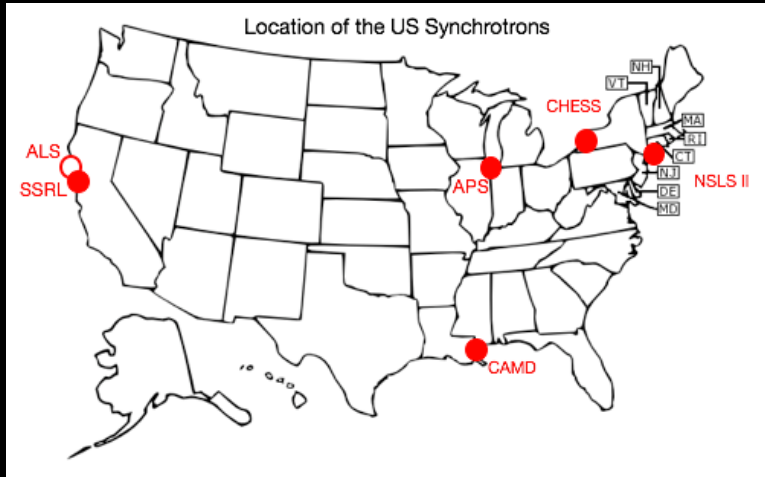 Location of the US Synchrotrons
NH
VT
CHESS
MA
RI
ALS
CT
APS
NJ
NSLS II
SSRL
DE
MD
CAMD